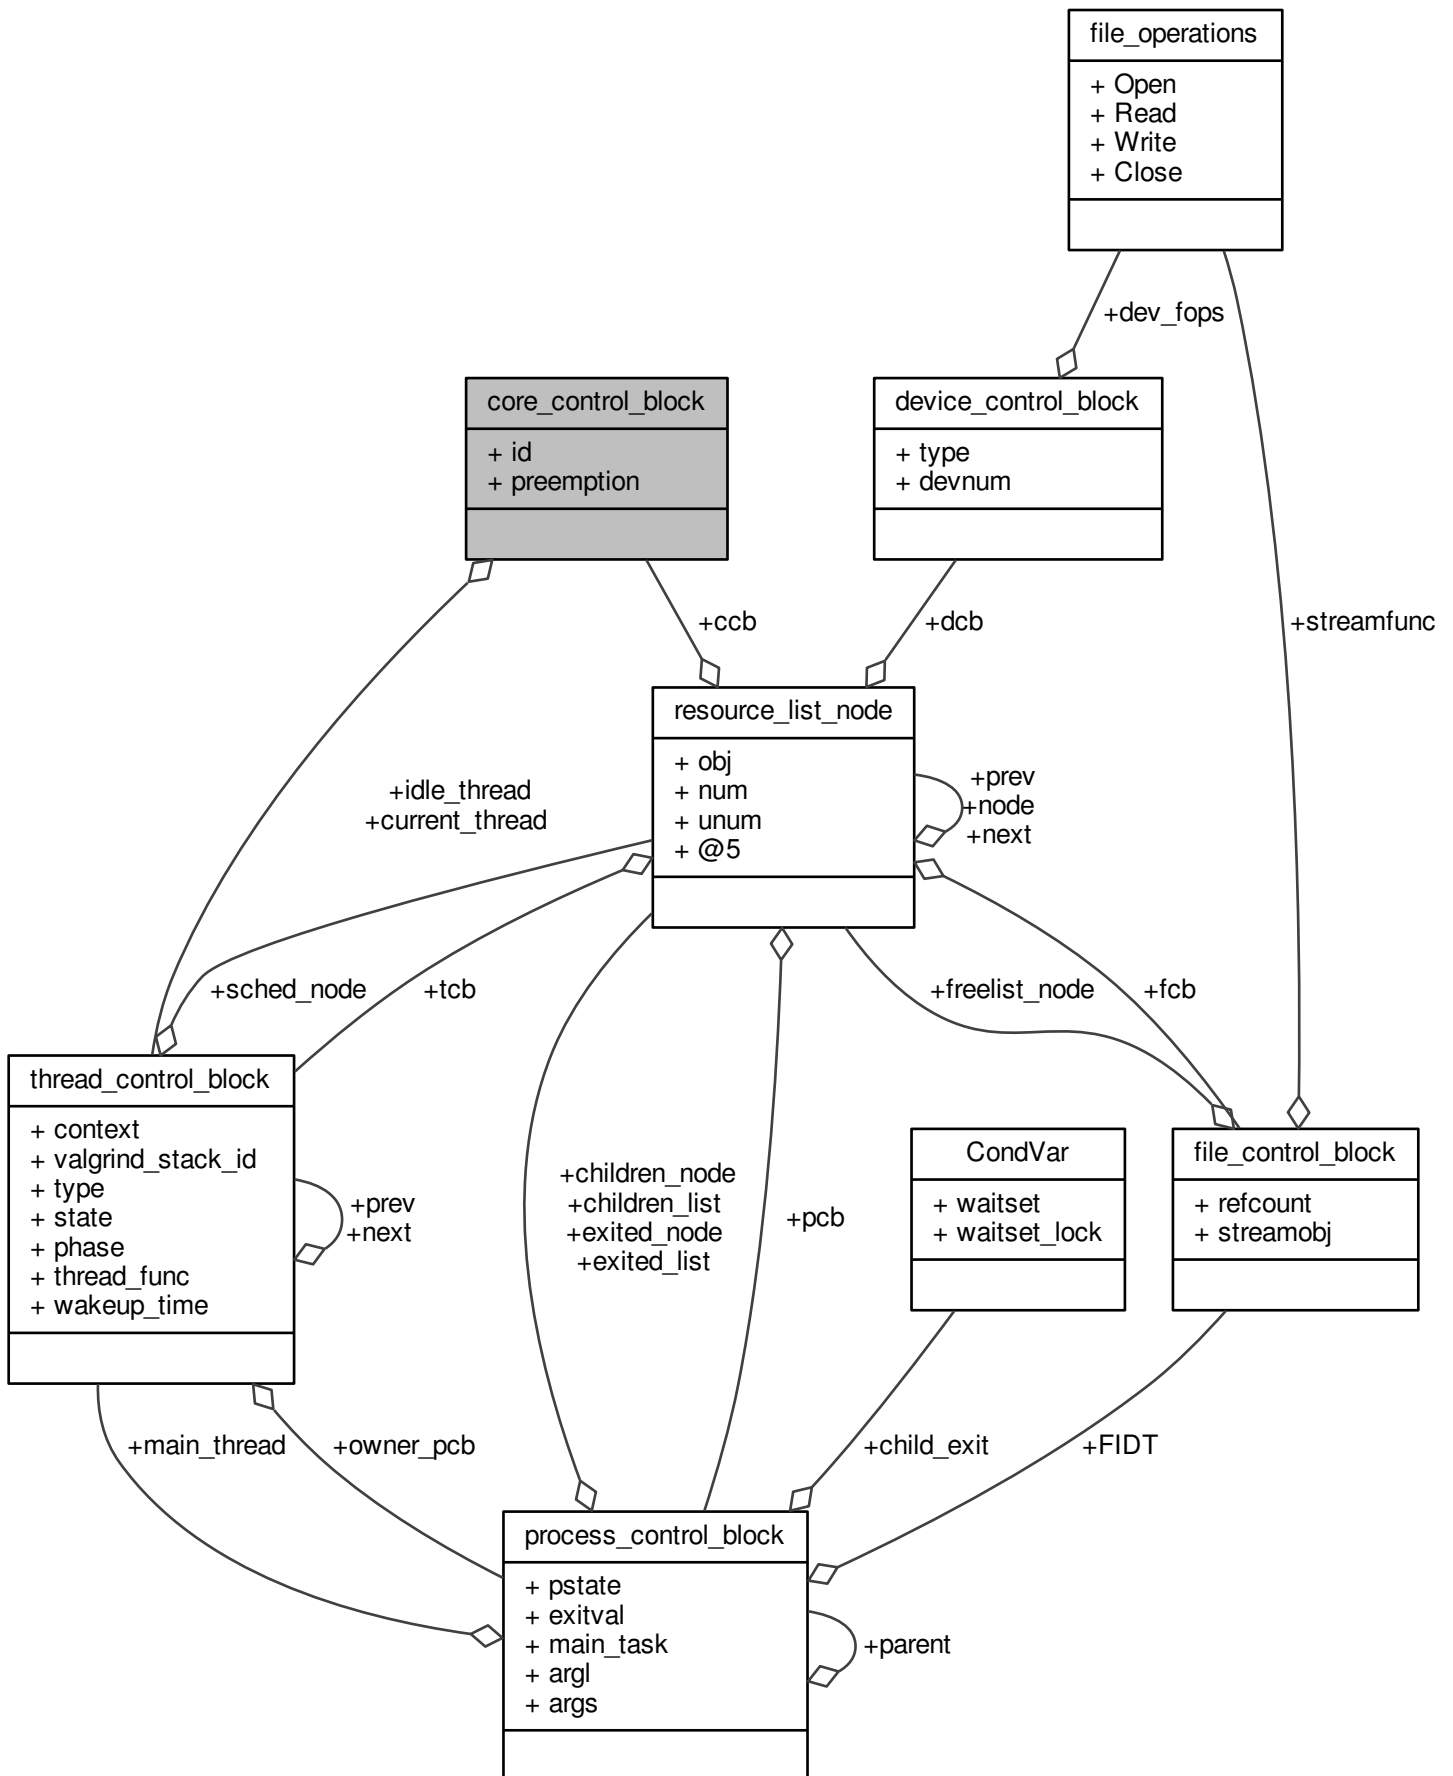 file_operations
+ Open
+ Read
+ Write
+ Close
+dev_fops
core_control_block
+ id
+ preemption
device_control_block
+ type
+ devnum
+ccb
+dcb
+streamfunc
resource_list_node
+ obj
+ num
+ unum
+ @5
+prev
+node
+next
+idle_thread
+current_thread
+sched_node
+tcb
+freelist_node
+fcb
thread_control_block
+ context
+ valgrind_stack_id
+ type
+ state
+ phase
+ thread_func
+ wakeup_time
+prev
+next
+children_node
+children_list
+exited_node
+exited_list
+pcb
CondVar
+ waitset
+ waitset_lock
file_control_block
+ refcount
+ streamobj
+main_thread
+owner_pcb
+child_exit
+FIDT
process_control_block
+ pstate
+ exitval
+ main_task
+ argl
+ args
+parent